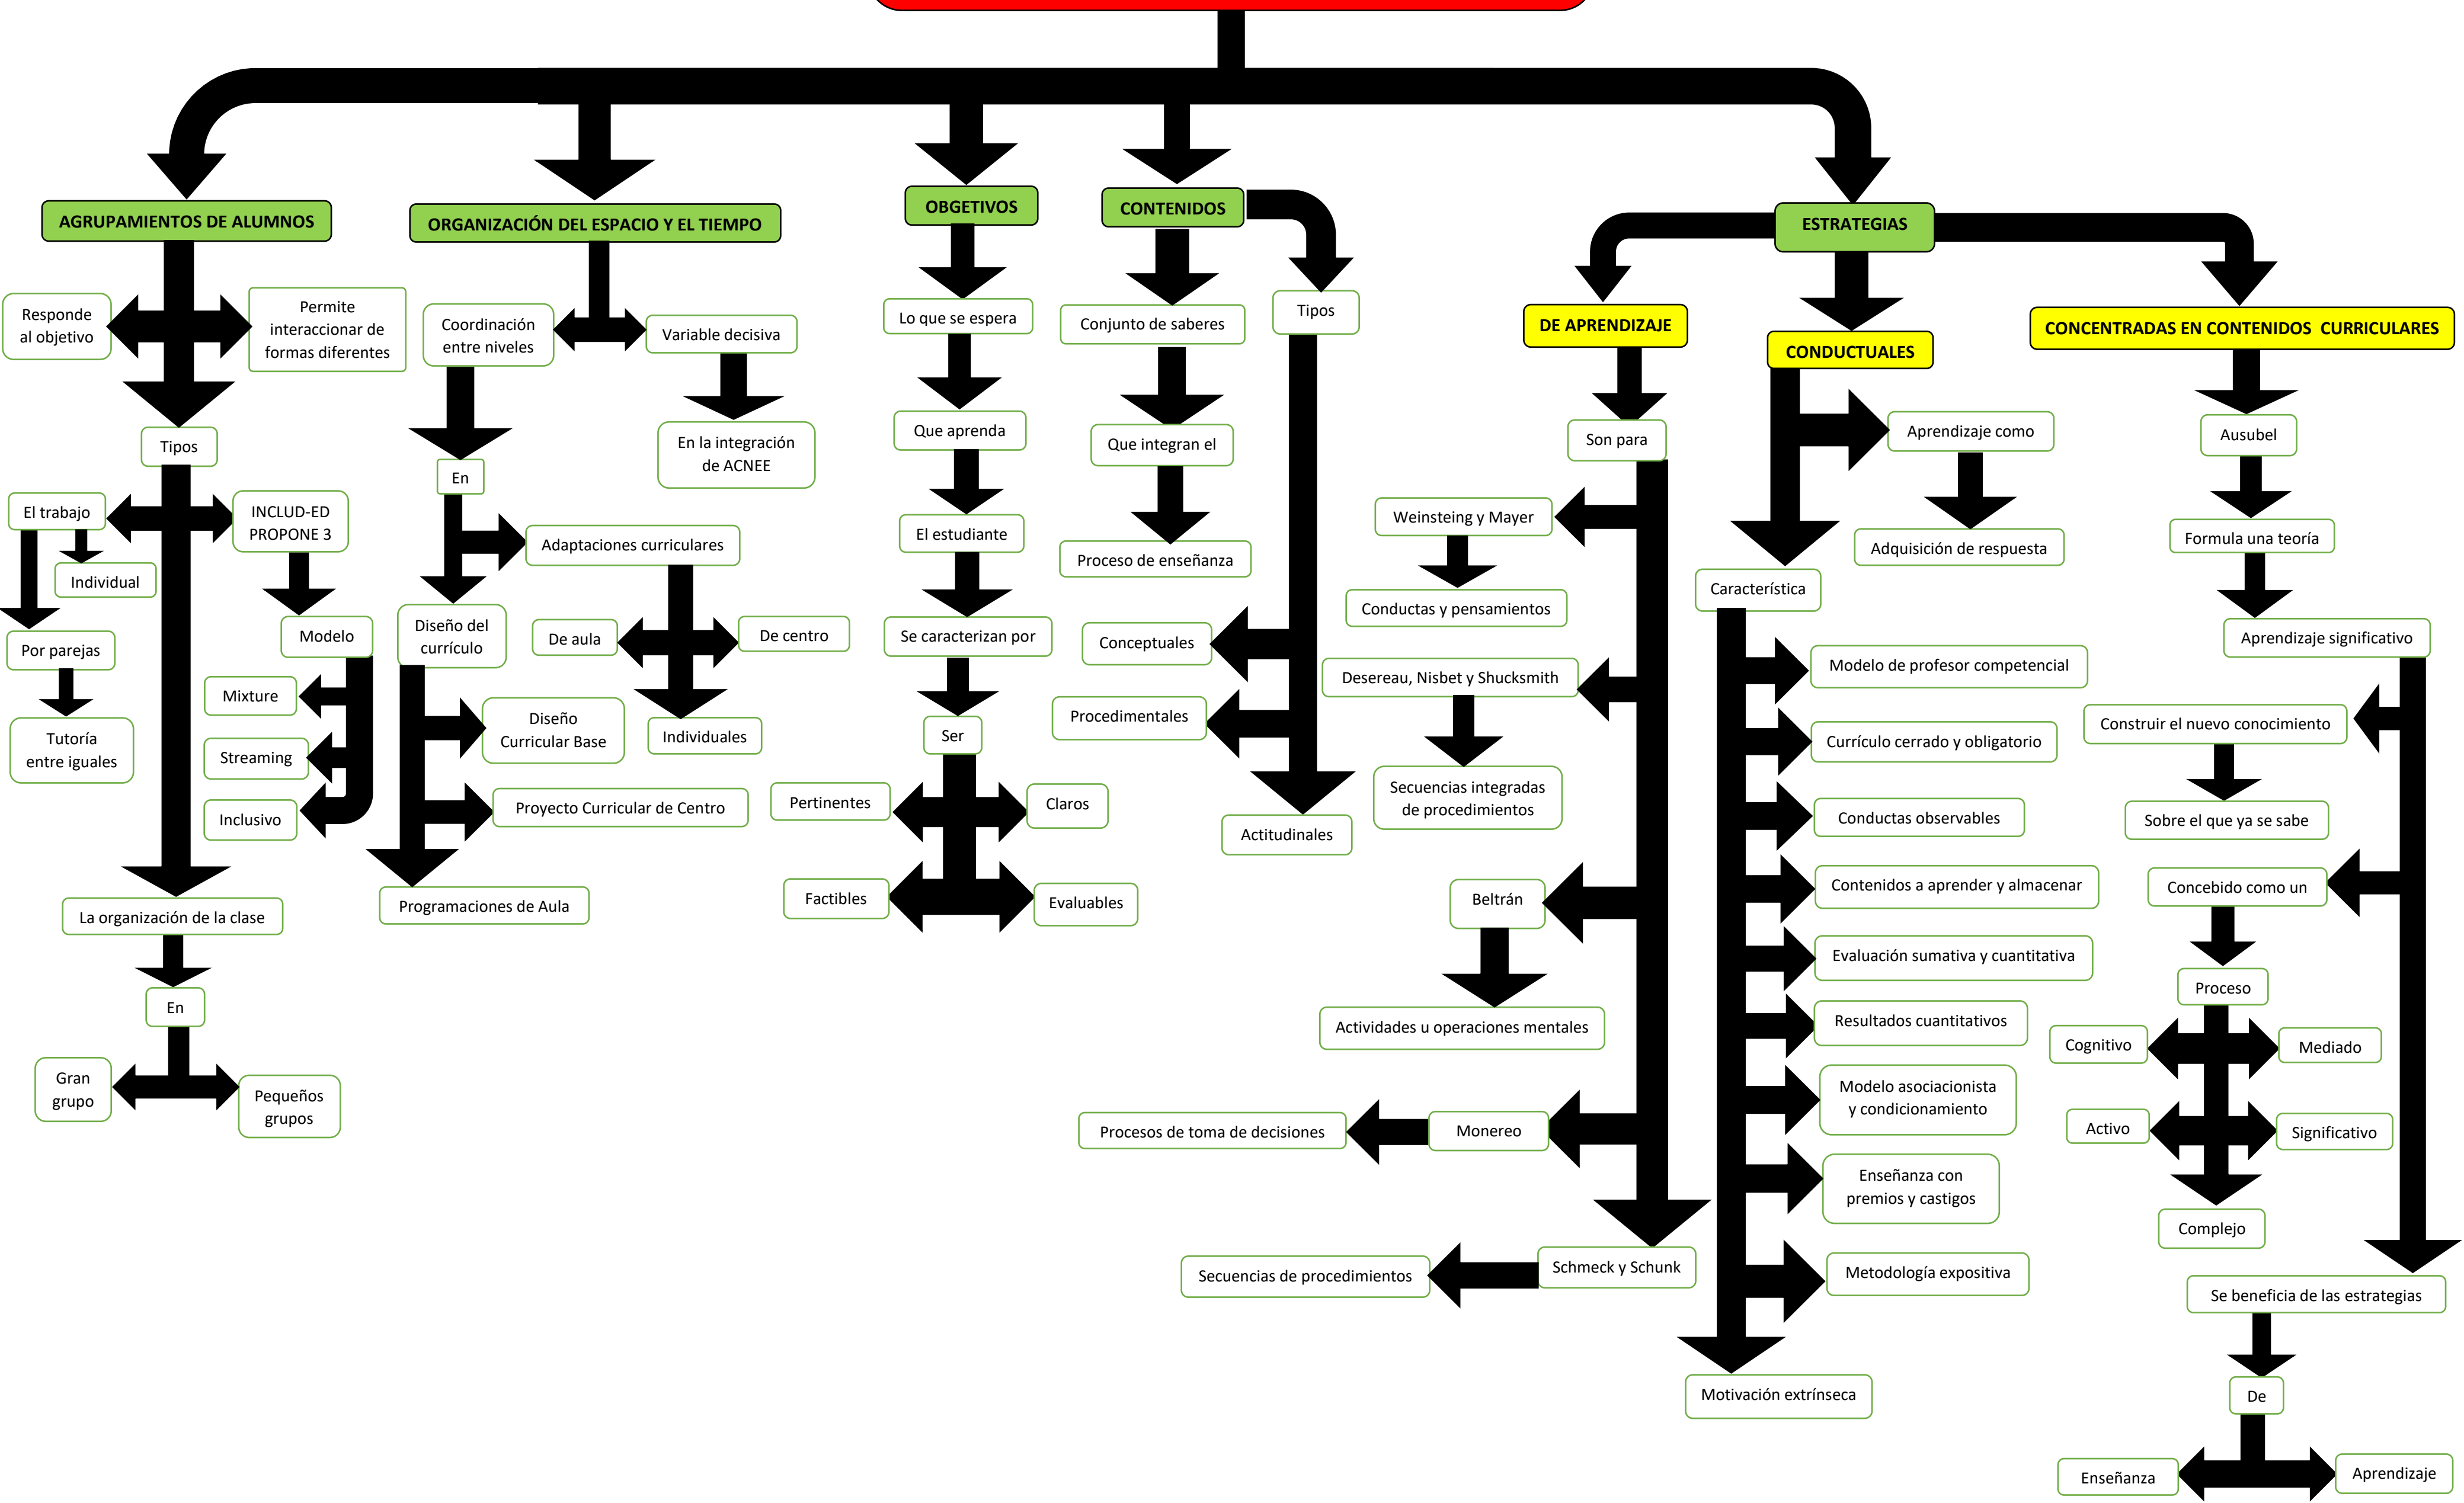 AGRUPAMIENTOS DE ALUMNOS
Responde
al objetivo
Permite
interaccionar de
formas diferentes
Tipos
El trabajo
Individual
Por parejas
Tutoría
entre iguales
INCLUD-ED
PROPONE 3
Modelo
Mixture
Streaming
Inclusivo
La organización de la clase
En
Gran
grupo
Pequeños
grupos
ORGANIZACIÓN DEL ESPACIO Y EL TIEMPO
Coordinación
entre niveles
Variable decisiva
En la integración
de ACNEE
En
Adaptaciones curriculares
De aula
De centro
Individuales
Diseño del
currículo
Diseño
Curricular Base
Proyecto Curricular de Centro
Programaciones de Aula
OBGETIVOS
Lo que se espera
Que aprenda
El estudiante
Se caracterizan por
Ser
Pertinentes
Claros
Factibles
Evaluables
CONTENIDOS
Conjunto de saberes
Que integran el
Proceso de enseñanza
Tipos
Conceptuales
Procedimentales
Actitudinales
ESTRATEGIAS
DE APRENDIZAJE
Son para
Weinsteing y Mayer
Conductas y pensamientos
Desereau, Nisbet y Shucksmith
Secuencias integradas
de procedimientos
Beltrán
Actividades u operaciones mentales
Monereo
Procesos de toma de decisiones
Schmeck y Schunk
Secuencias de procedimientos
CONDUCTUALES
Aprendizaje como
Adquisición de respuesta
Característica
Modelo de profesor competencial
Currículo cerrado y obligatorio
Conductas observables
Contenidos a aprender y almacenar
Evaluación sumativa y cuantitativa
Resultados cuantitativos
Modelo asociacionista
y condicionamiento
Enseñanza con
premios y castigos
Metodología expositiva
Motivación extrínseca
CONCENTRADAS EN CONTENIDOS CURRICULARES
Ausubel
Formula una teoría
Aprendizaje significativo
Construir el nuevo conocimiento
Sobre el que ya se sabe
Concebido como un
Proceso
Cognitivo
Mediado
Activo
Significativo
Complejo
Se beneficia de las estrategias
De
Enseñanza
Aprendizaje